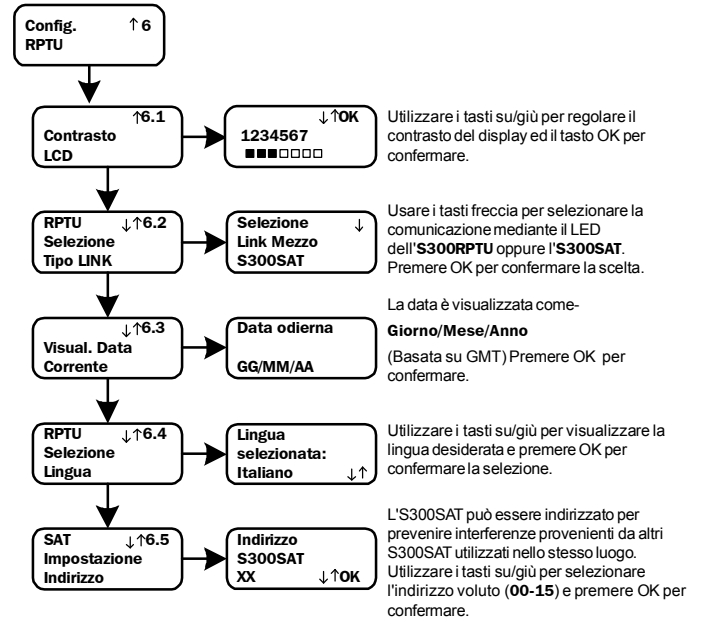 Config. ↑ 6
RPTU
↑6.1
Contrasto
LCD
↓↑OK
1234567
■■■□□□□
Utilizzare i tasti su/giù per regolare il
contrasto del display ed il tasto OK per
confermare.
RPTU ↓↑6.2
Selezione
Tipo LINK
Selezione ↓
Link Mezzo
S300SAT
Usare i tasti freccia per selezionare la
comunicazione mediante il LED
dell'S300RPTU oppure l'S300SAT.
Premere OK per confermare la scelta.
↓↑6.3
Visual. Data
Corrente
Data odierna
GG/MM/AA
La data è visualizzata come-
Giorno/Mese/Anno
(Basata su GMT) Premere OK per
confermare.
RPTU ↓↑6.4
Selezione
Lingua
Lingua
selezionata:
Italiano ↓↑
Utilizzare i tasti su/giù per visualizzare la
lingua desiderata e premere OK per
confermare la selezione.
SAT ↓↑6.5
Impostazione
Indirizzo
Indirizzo
S300SAT
XX ↓↑OK
L'S300SAT può essere indirizzato per
prevenire interferenze provenienti da altri
S300SAT utilizzati nello stesso luogo.
Utilizzare i tasti su/giù per selezionare
l'indirizzo voluto (00-15) e premere OK per
confermare.